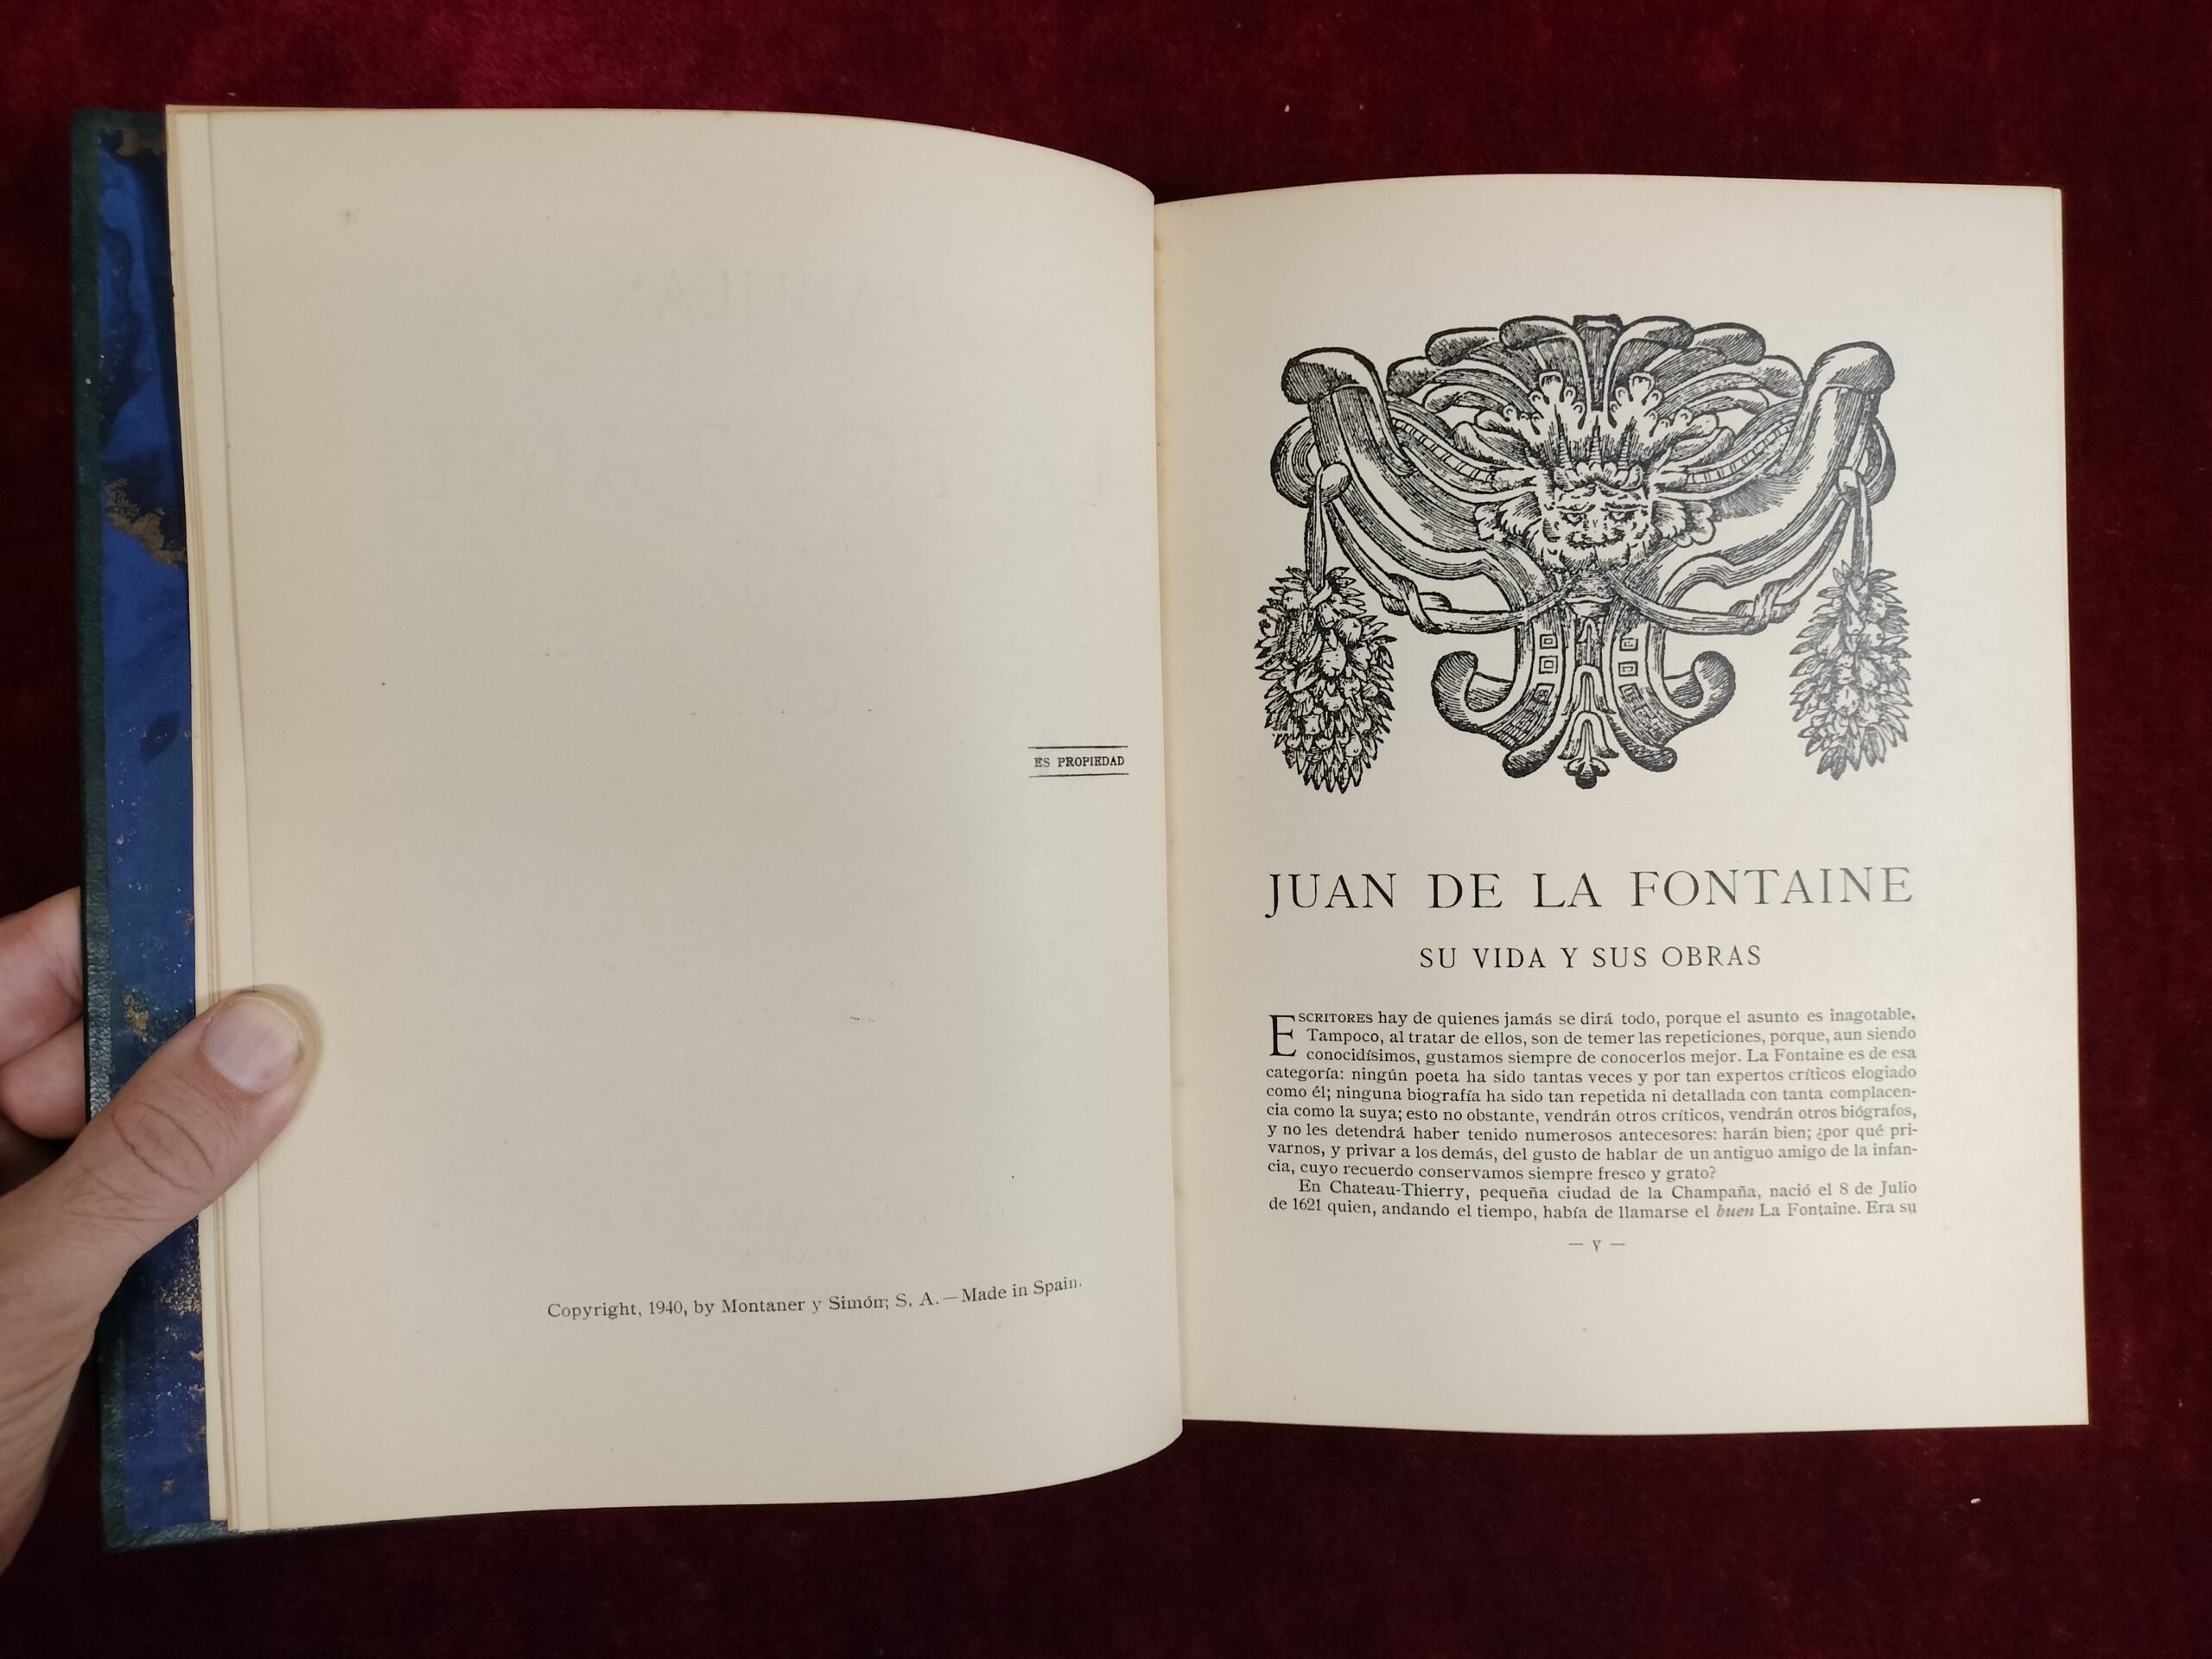 ES PROPIEDAD
Copyright, 1940, by Montaner y Simón, S. A.—Made in Spain.
JUAN DE LA FONTAINE
SU VIDA Y SUS OBRAS
ESCRITORES hay de quienes jamás se dirá todo, porque el asunto es inagotable.
Tampoco, al tratar de ellos, son de temer las repeticiones, porque, aun siendo
conocidísimos, gustamos siempre de conocerlos mejor. La Fontaine es de esa
categoría: ningún poeta ha sido tantas veces y por tan expertos críticos elogiado
como él; ninguna biografía ha sido tan repetida ni detallada con tanta complacen-
cia como la suya; esto no obstante, vendrán otros críticos, vendrán otros biógrafos,
y no les detendrá haber tenido numerosos antecesores: harán bien; ¿por qué pri-
varnos, y privar a los demás, del gusto de hablar de un antiguo amigo de la infan-
cia, cuyo recuerdo conservamos siempre fresco y grato?
En Chateau-Thierry, pequeña ciudad de la Champaña, nació el 8 de Julio
de 1621 quien, andando el tiempo, había de llamarse el buen La Fontaine. Era su
— V —